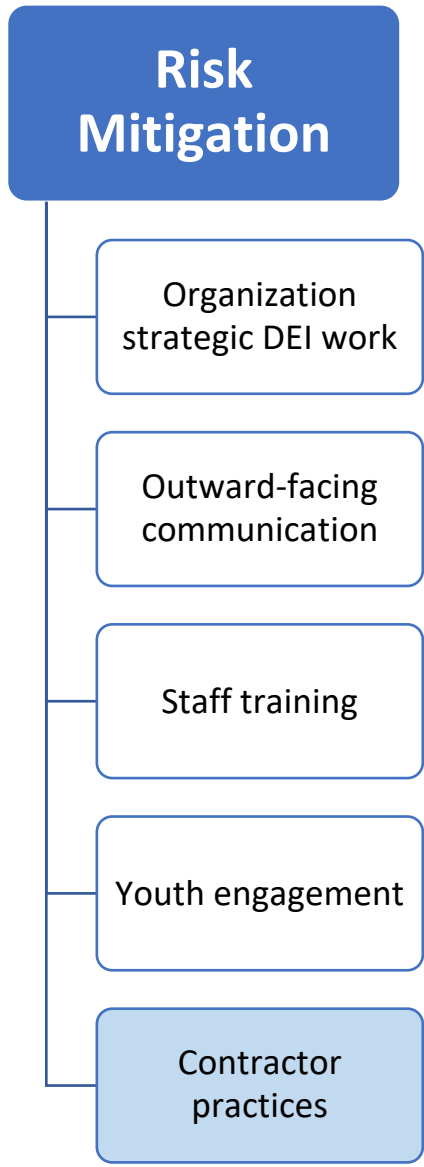 Risk
Mitigation
Organization
strategic DEI work
Outward-facing
communication
Staff training
Youth engagement
Contractor
practices